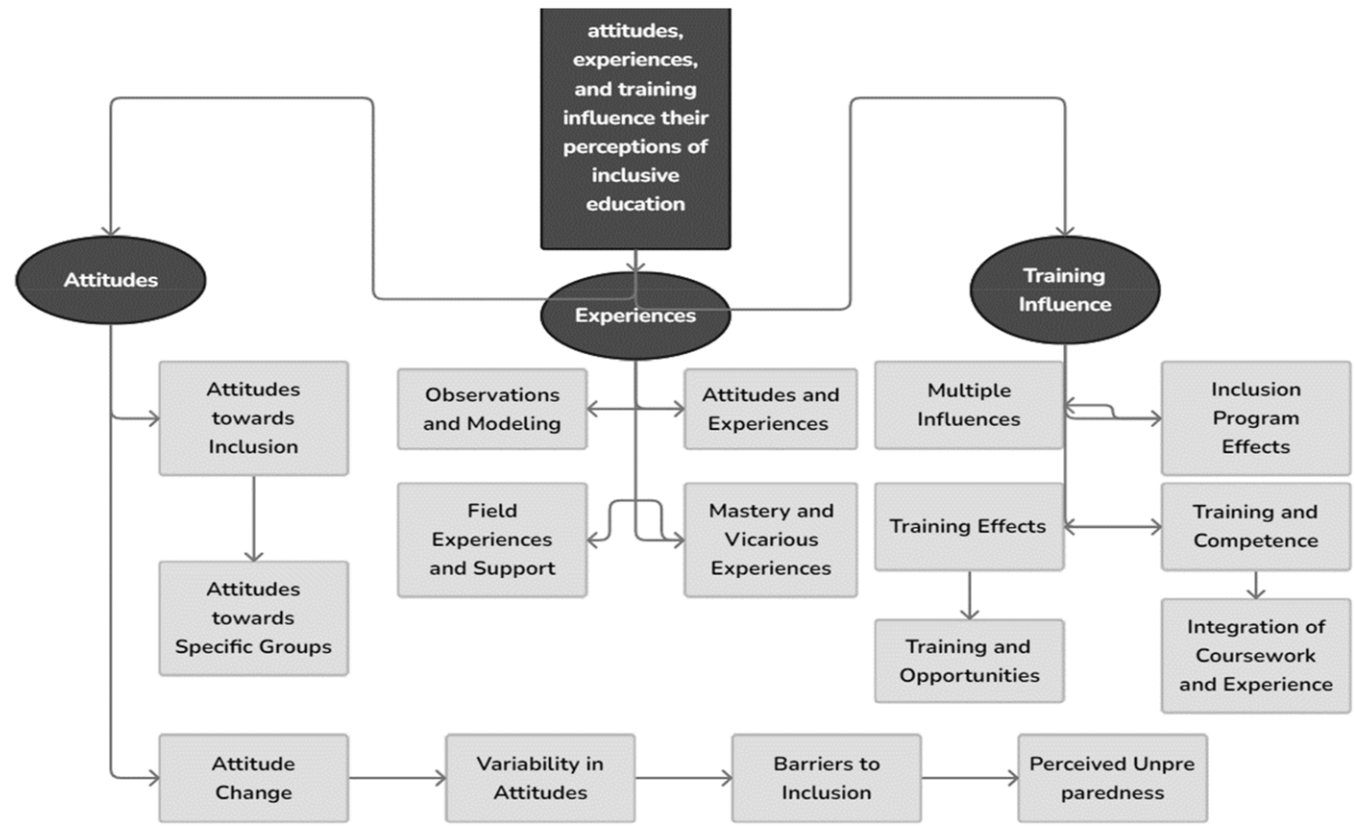 attitudes,
experiences,
and training
influence their
perceptions of
inclusive
education
Attitudes
Experiences
Training
Influence
Attitudes
towards
Inclusion
Observations
and Modeling
Attitudes and
Experiences
Multiple
Influences
Inclusion
Program
Effects
Field
Experiences
and Support
Mastery and
Vicarious
Experiences
Training Effects
Training and
Competence
Attitudes
towards
Specific Groups
Training and
Opportunities
Integration of
Coursework
and Experience
Attitude
Change
Variability in
Attitudes
Barriers to
Inclusion
Perceived Unpre
paredness